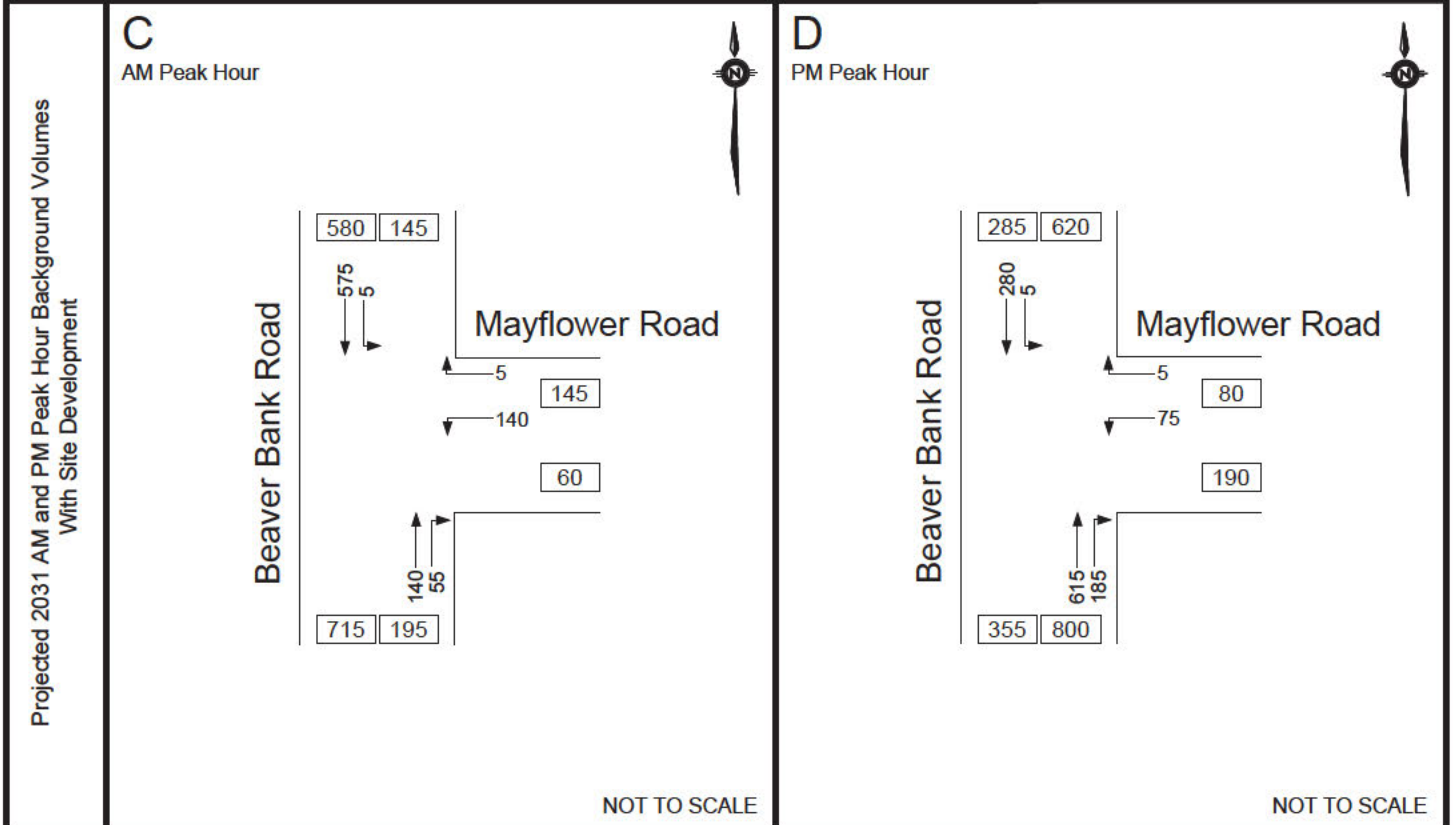 Projected 2031 AM and PM Peak Hour Background Volumes
With Site Development
C
AM Peak Hour
N
580 145
575
5
Beaver Bank Road
Mayflower Road
5
145
140
60
140
55
715 195
NOT TO SCALE
D
PM Peak Hour
N
285 620
280
5
Beaver Bank Road
Mayflower Road
5
80
75
190
615
185
355 800
NOT TO SCALE